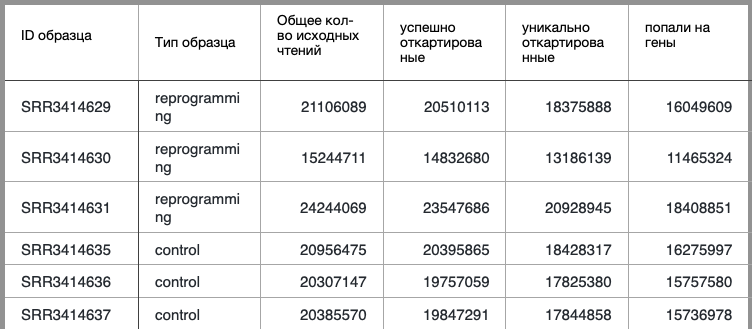 ID образца Тип образца Общее кол-во исходных чтений успешно откартированые уникально откартированные попали на гены
SRR3414629 reprogramming 21106089 20510113 18375888 16049609
SRR3414630 reprogramming 15244711 14832680 13186139 11465324
SRR3414631 reprogramming 24244069 23547686 20928945 18408851
SRR3414635 control 20956475 20395865 18428317 16275997
SRR3414636 control 20307147 19757059 17825380 15757580
SRR3414637 control 20385570 19847291 17844858 15736978